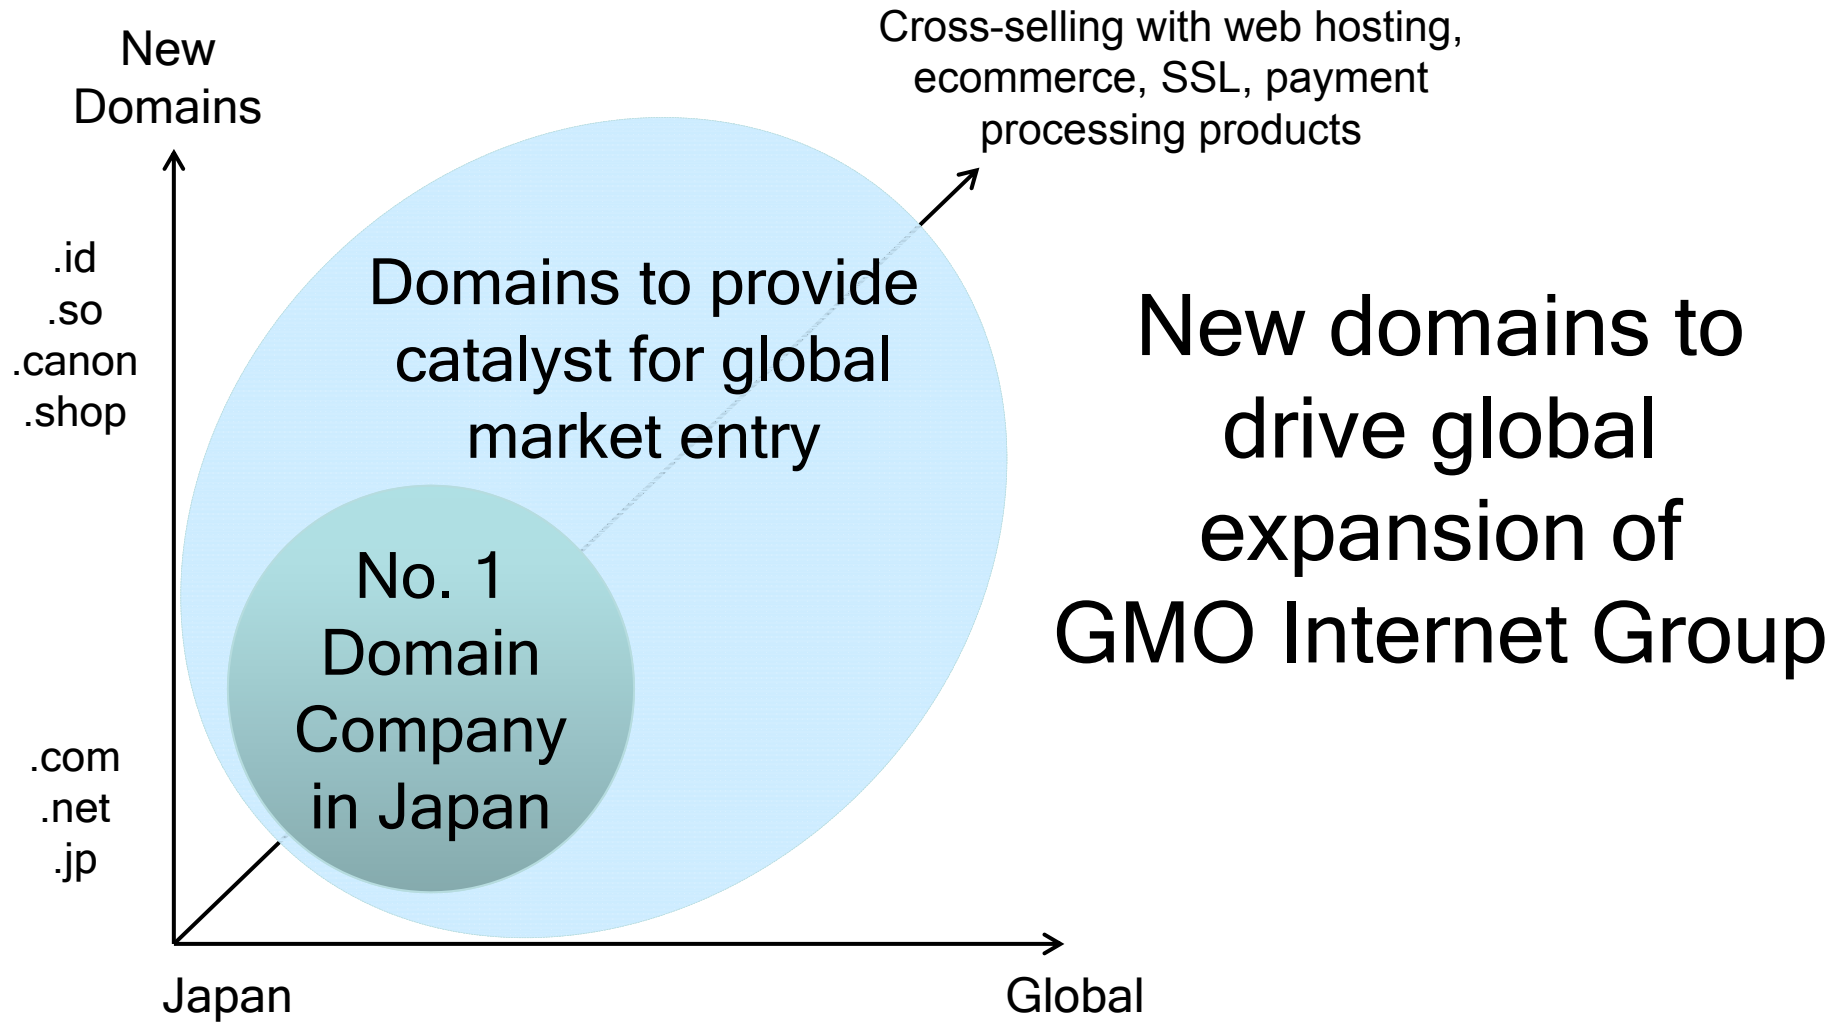 New
Domains
Cross-selling with web hosting,
ecommerce, SSL, payment
processing products
.id
.so
.canon
.shop
Domains to provide
catalyst for global
market entry
New domains to
drive global
expansion of
GMO Internet Group
No. 1
Domain
Company
in Japan
.com
.net
.jp
Japan
Global